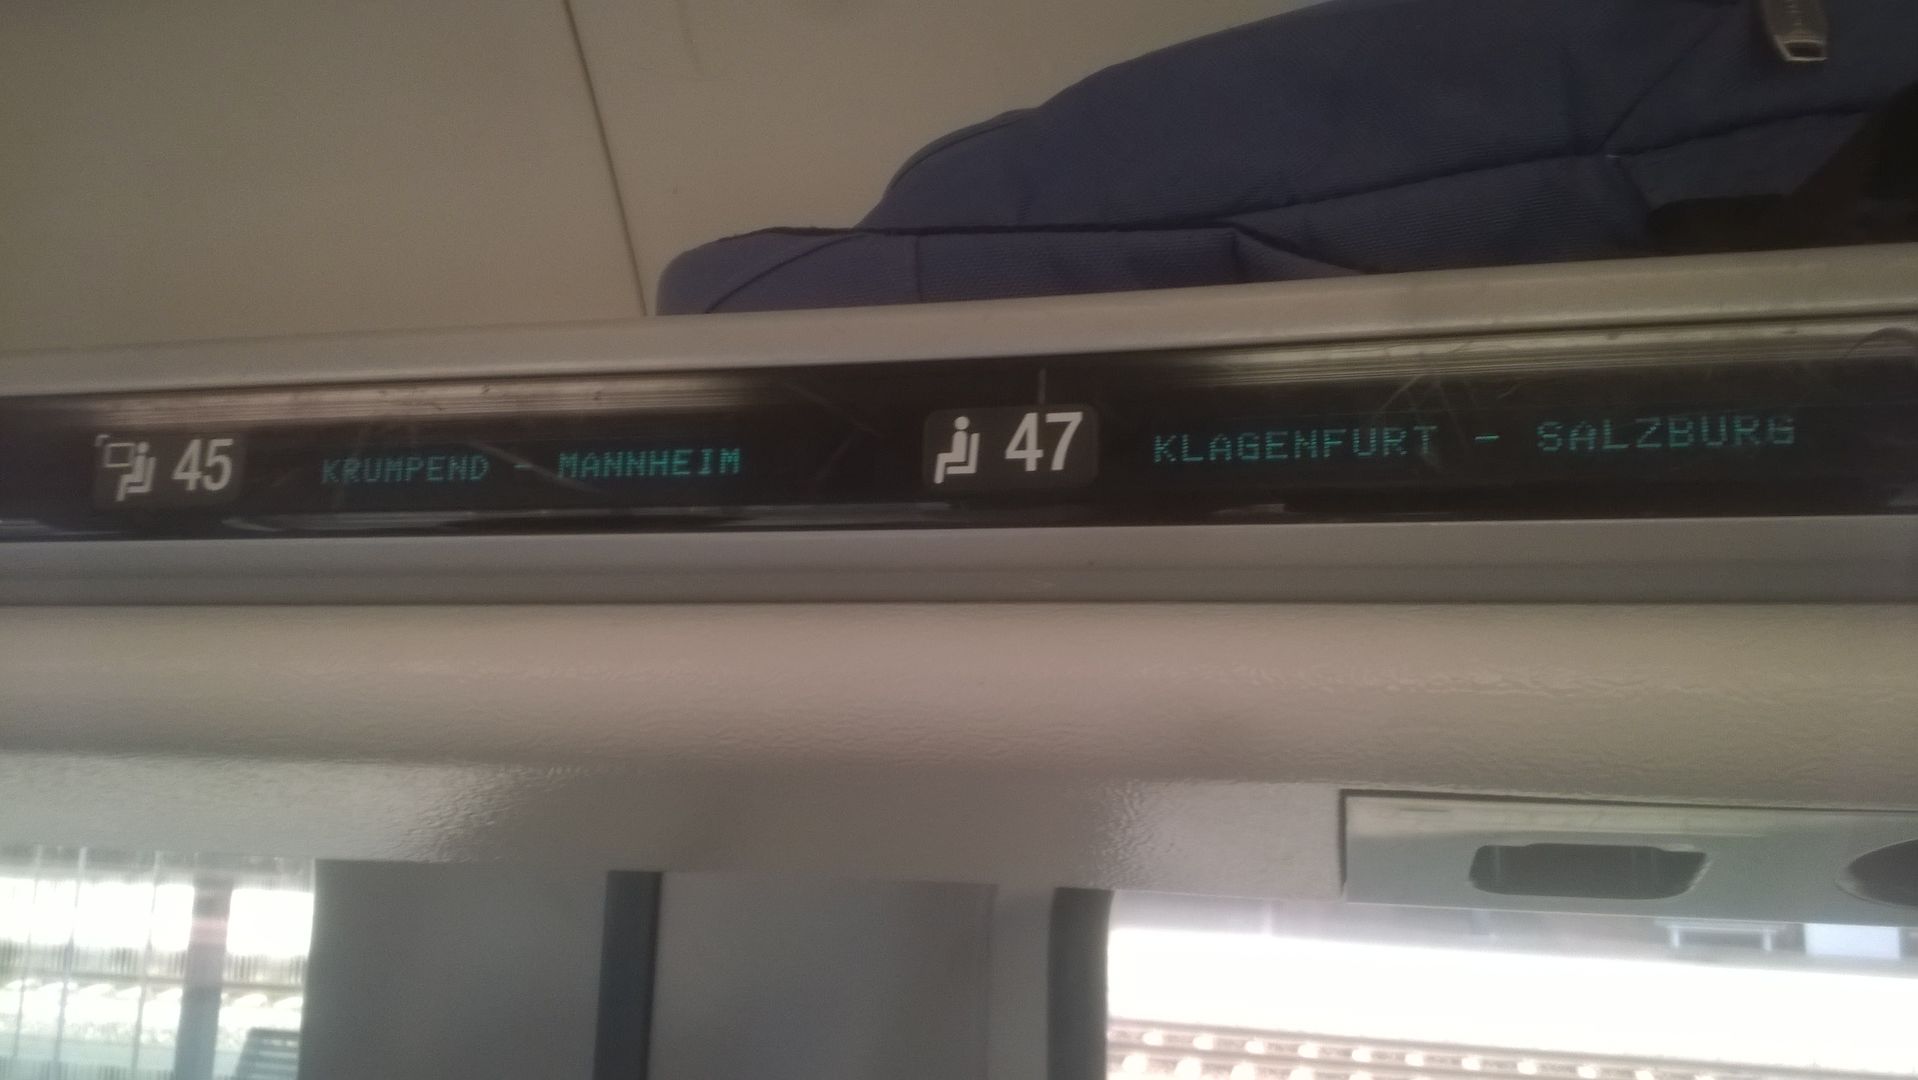 45 KRUMPEND - MANNHEIM
47 KLAGENFURT - SALZBURG